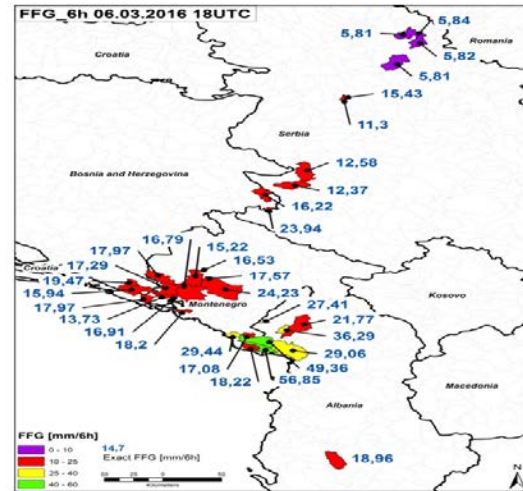 FFG_6h 06.03.2016 18UTC
5,84
5,81
Croatia
Romania
5,82
5,81
15,43
11,3
Serbia
12,58
Bosnia and Herzegovina
12,37
16,22
23,94
16,79
15,22
17,97
16,53
Croatia
17,29
17,57
19,47
24,23
Kosovo
15,94
Montenegro
27,41
17,97
21,77
13,73
36,29
16,91
18,2
29,44
29,06
17,08
49,36
18,22
56,85
Macedonia
Albania
FFG [mm/6h]
0 - 10
14,7
10 - 25
Exact FFG [mm/6h]
18,96
25 - 40
40 - 60
Kilometers
N